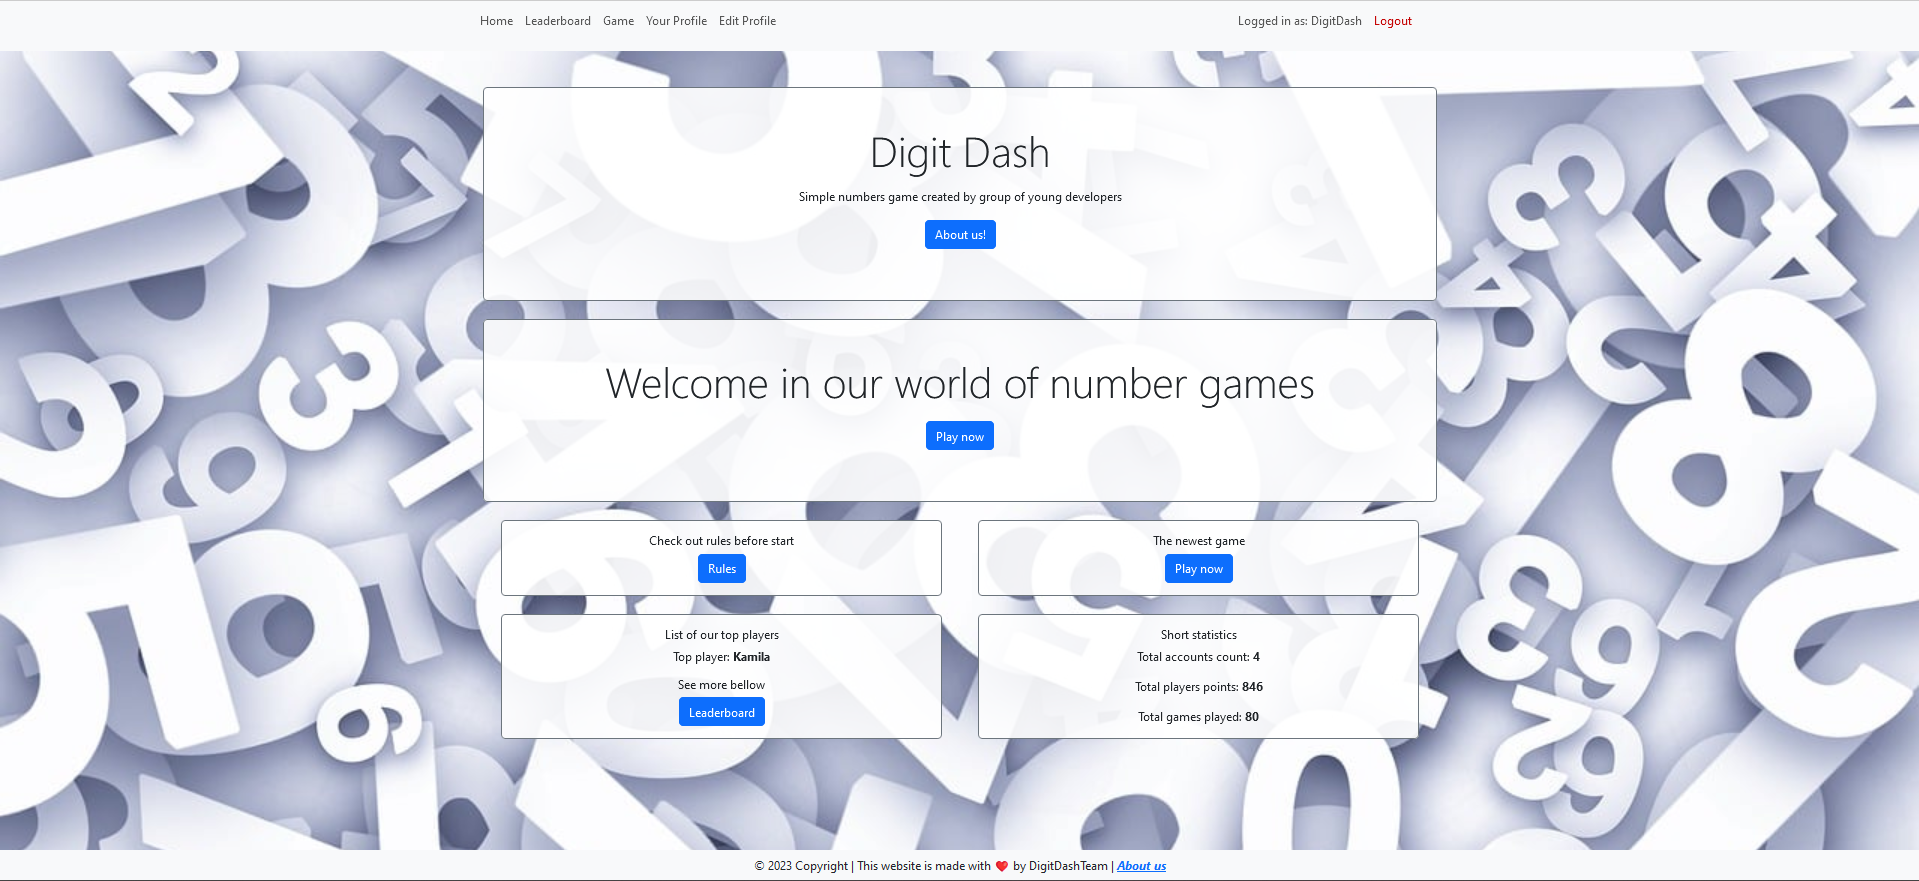 Home Leaderboard Game Your Profile Edit Profile Logged in as: DigitDash Logout
Digit Dash
Simple numbers game created by group of young developers
About us!
Welcome in our world of number games
Play now
Check out rules before start
Rules
The newest game
Play now
List of our top players
Top player: Kamila
See more bellow
Leaderboard
Short statistics
Total accounts count: 4
Total players points: 846
Total games played: 80
© 2023 Copyright | This website is made with ❤ by DigitDashTeam | About us